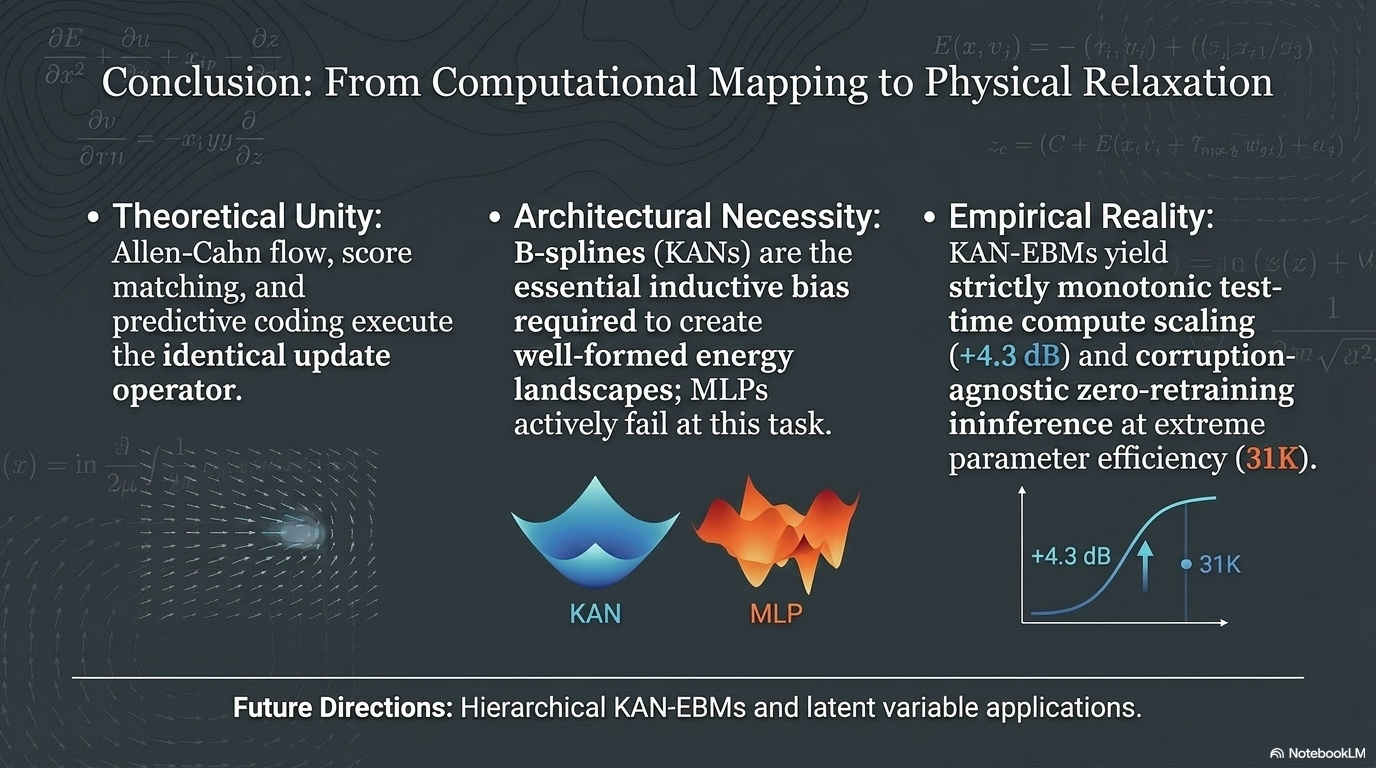 Conclusion: From Computational Mapping to Physical Relaxation
• Theoretical Unity:
Allen-Cahn flow, score
matching, and
predictive coding execute
the identical update
operator.
• Architectural Necessity:
B-splines (KANs) are the
essential inductive bias
required to create
well-formed energy
landscapes; MLPs
actively fail at this task.
KAN
MLP
• Empirical Reality:
KAN-EBMs yield
strictly monotonic test-
time compute scaling
(+4.3 dB) and corruption-
agnostic zero-retraining
ininference at extreme
parameter efficiency (31K).
+4.3 dB
31K
Future Directions: Hierarchical KAN-EBMs and latent variable applications.
NotebookLM